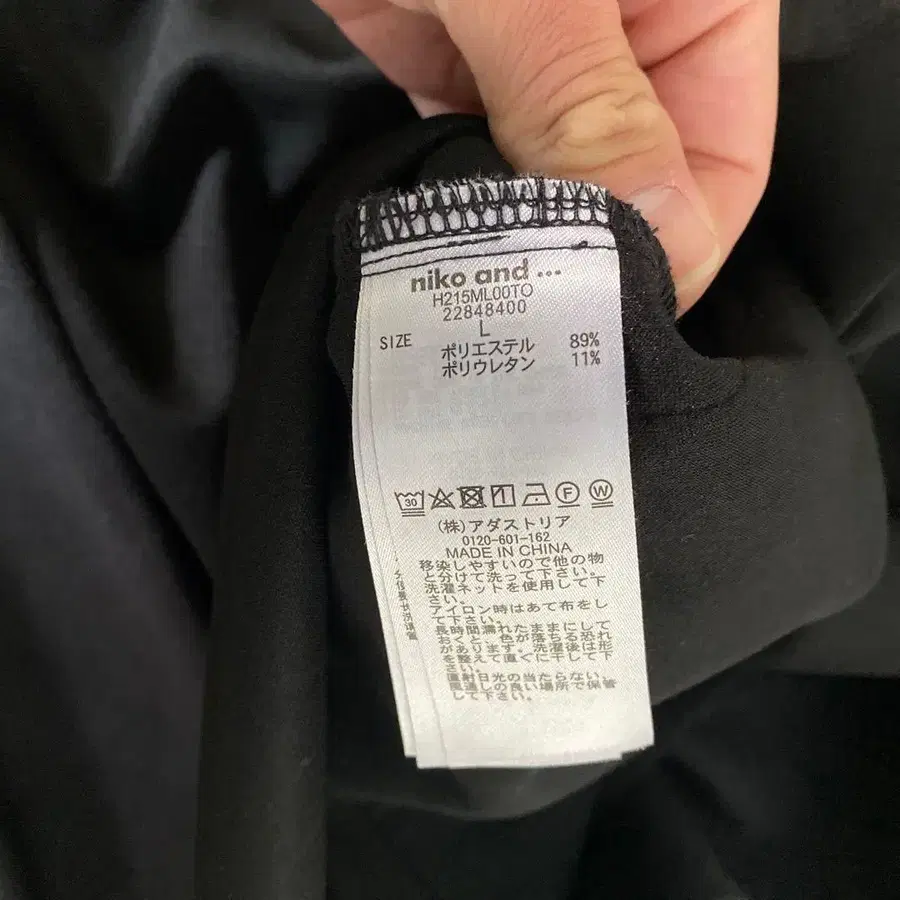 niko and ...
H215ML00TO
22848400
SIZE L
ポリエステル 89%
ポリウレタン 11%
30 F W
(株)アダストリア
0120-601-162
MADE IN CHINA
移染しやすいので他の物
と分けて洗って下さい。
洗濯ネットを使用して下
さい。
アイロン時はあて布をし
て下さい。
長時間濡れたままにして
おくと、色が落ちる恐れ
があります。洗濯後は形
を整えて直ぐに干して下
さい。
直射日光の当たらない、
風通しの良い場所で保管
して下さい。